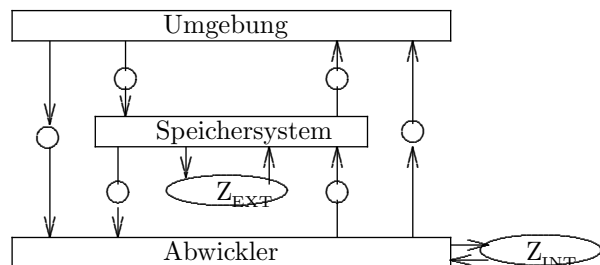 Umgebung
Speichersystem
Z_EXT
Abwickler
Z_INT